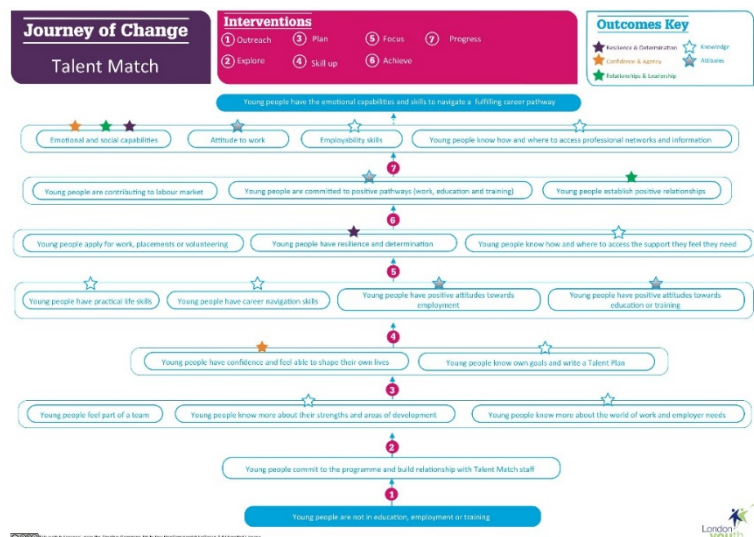 Journey of Change
Talent Match
Interventions
1 Outreach
3 Plan
5 Focus
7 Progress
2 Explore
4 Skill up
6 Achieve
Outcomes Key
Resilience & Determination
Knowledge
Confidence & Agency
Attitudes
Relationships & Leadership
Young people have the emotional capabilities and skills to navigate a fulfilling career pathway
Emotional and social capabilities
Attitude to work
Employability skills
Young people know how and where to access professional networks and information
7
Young people are contributing to labour market
Young people are committed to positive pathways (work, education and training)
Young people establish positive relationships
6
Young people apply for work, placements or volunteering
Young people have resilience and determination
Young people know how and where to access the support they feel they need
5
Young people have practical life skills
Young people have career navigation skills
Young people have positive attitudes towards
employment
Young people have positive attitudes towards
education or training
4
Young people have confidence and feel able to shape their own lives
Young people know own goals and write a Talent Plan
3
Young people feel part of a team
Young people know more about their strengths and areas of development
Young people know more about the world of work and employer needs
2
Young people commit to the programme and build relationship with Talent Match staff
1
Young people are not in education, employment or training
London
Youth